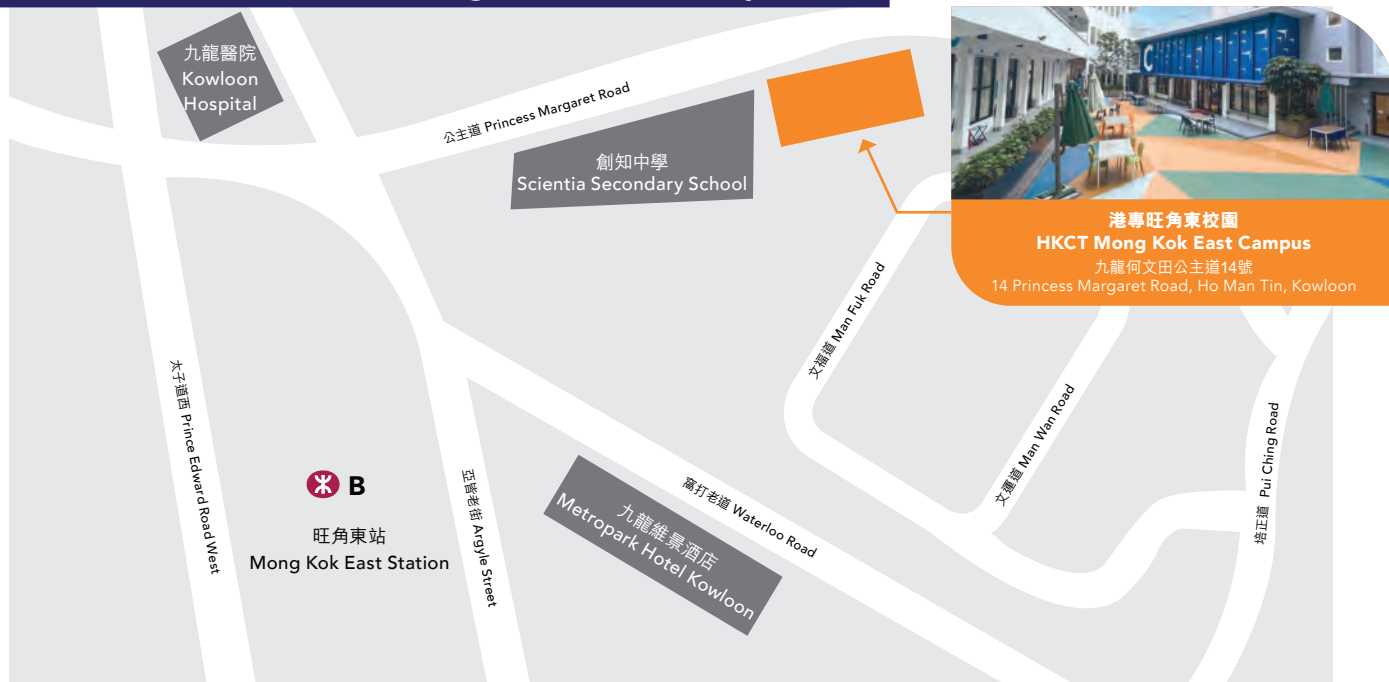 九龍醫院
Kowloon
Hospital
公主道 Princess Margaret Road
創知中學
Scientia Secondary School
港專旺角東校園
HKCT Mong Kok East Campus
九龍何文田公主道14號
14 Princess Margaret Road, Ho Man Tin, Kowloon
文福道 Man Fuk Road
太子道西 Prince Edward Road West
B
旺角東站
Mong Kok East Station
亞皆老街 Argyle Street
九龍維景酒店
Metropark Hotel Kowloon
窩打老道 Waterloo Road
文運道 Man Wan Road
培正道 Pui Ching Road